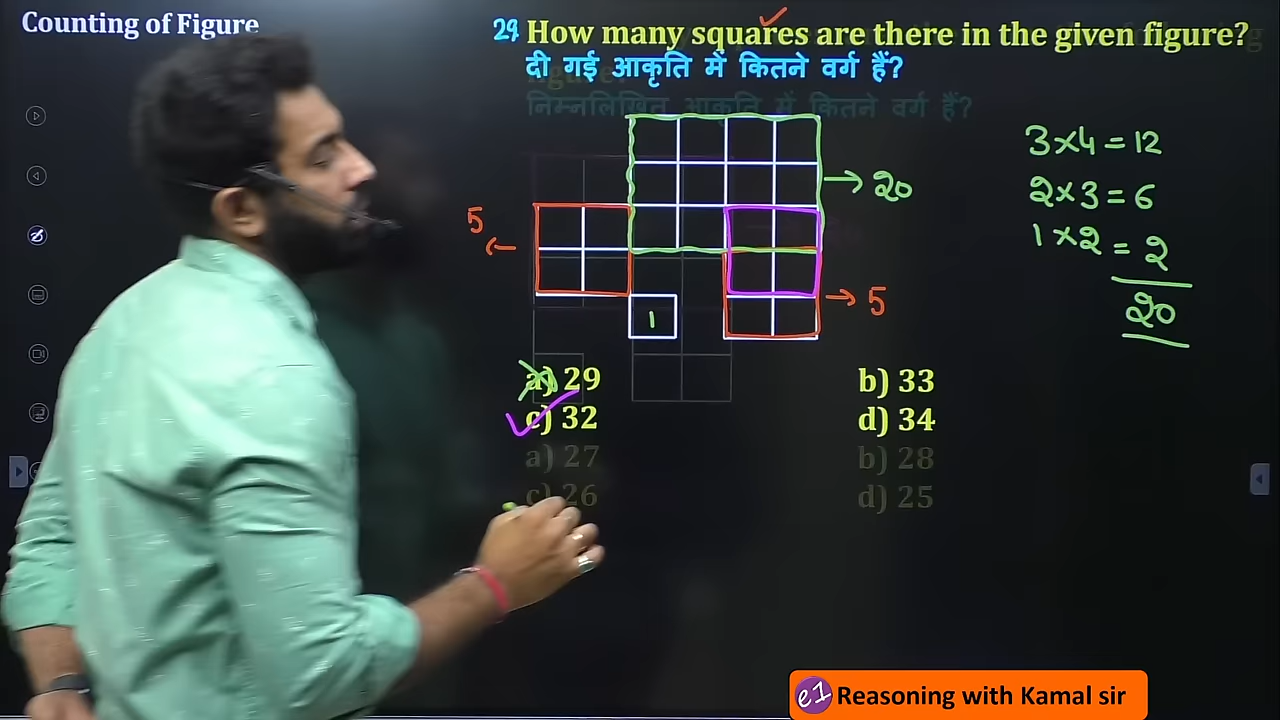 Counting of Figure
29 How many squares are there in the given figure?
दी गई आकृति में कितने वर्ग हैं?
निम्नलिखित आकृति में कितने वर्ग हैं?
3×4=12
2×3=6
1×2=2
20
→20
5
←
→5
1
a) 29
b) 33
c) 32
d) 34
a) 27
b) 28
c) 26
d) 25
e1 Reasoning with Kamal sir